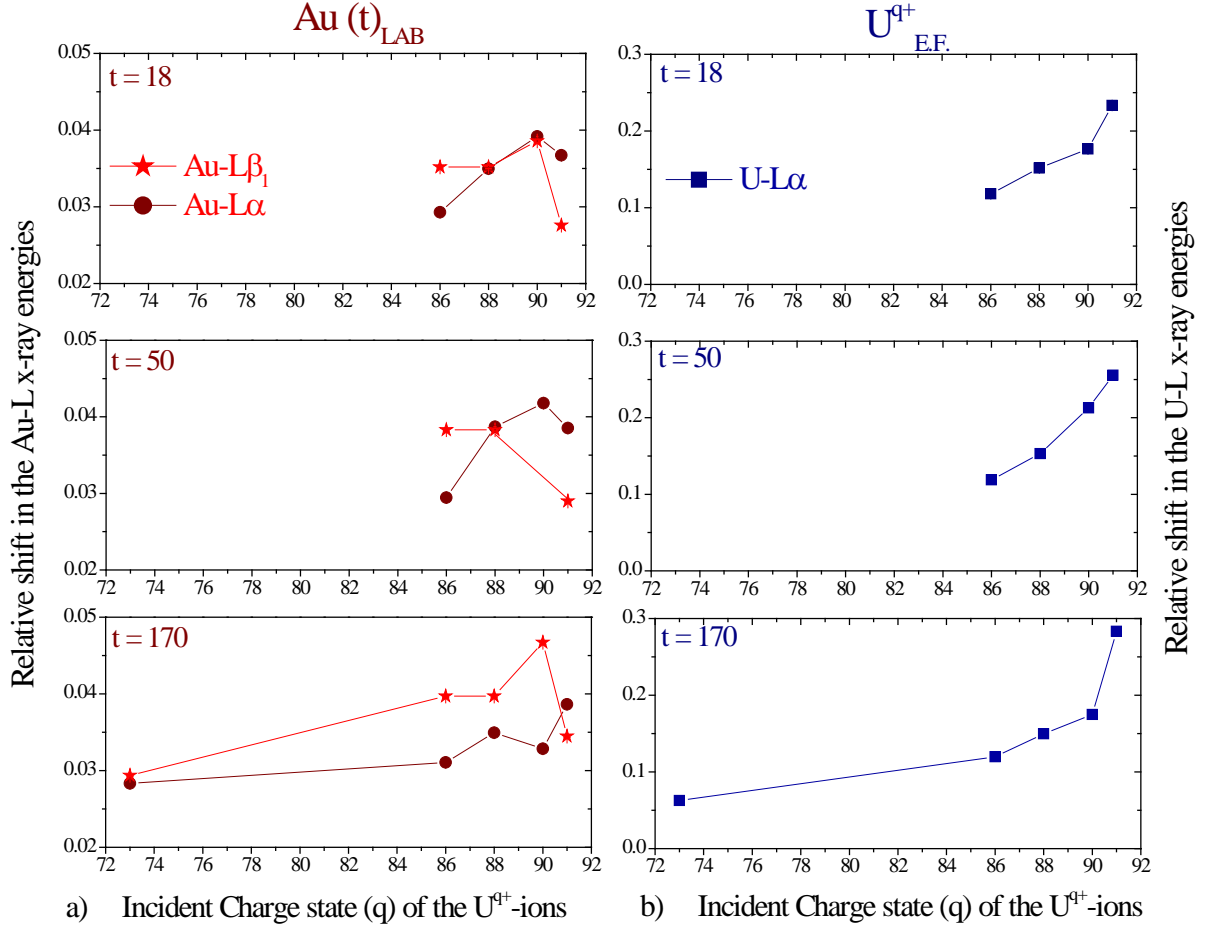 Au (t)LAB
U^q+ E.F.
Relative shift in the Au-L x-ray energies
0.05
0.04
0.03
0.02
t = 18
Au-Lβ1
Au-Lα
72 74 76 78 80 82 84 86 88 90 92
0.05
0.04
0.03
0.02
t = 50
72 74 76 78 80 82 84 86 88 90 92
0.05
0.04
0.03
0.02
t = 170
72 74 76 78 80 82 84 86 88 90 92
a) Incident Charge state (q) of the U^q+-ions
0.3
0.2
0.1
0.0
t = 18
U-Lα
72 74 76 78 80 82 84 86 88 90 92
0.3
0.2
0.1
0.0
t = 50
72 74 76 78 80 82 84 86 88 90 92
0.3
0.2
0.1
0.0
t = 170
72 74 76 78 80 82 84 86 88 90 92
b) Incident Charge state (q) of the U^q+-ions
Relative shift in the U-L x-ray energies